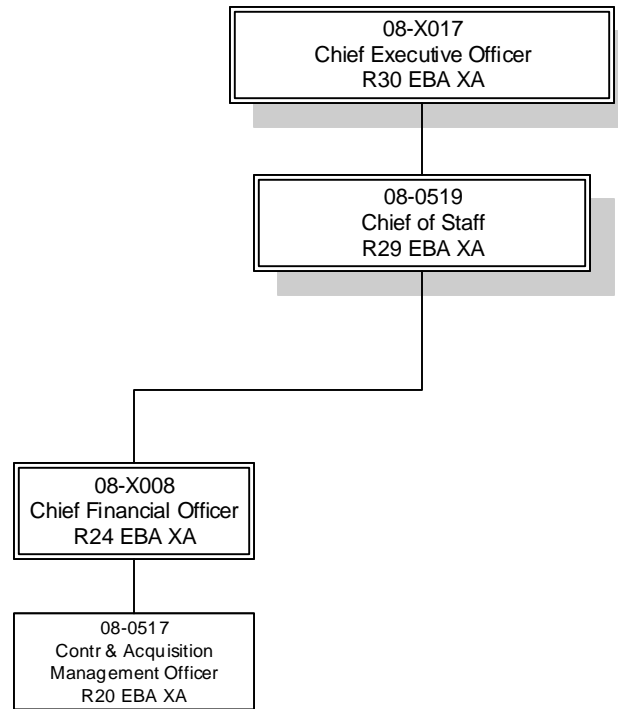 08-X017
Chief Executive Officer
R30 EBA XA
08-0519
Chief of Staff
R29 EBA XA
08-X008
Chief Financial Officer
R24 EBA XA
08-0517
Contr & Acquisition
Management Officer
R20 EBA XA